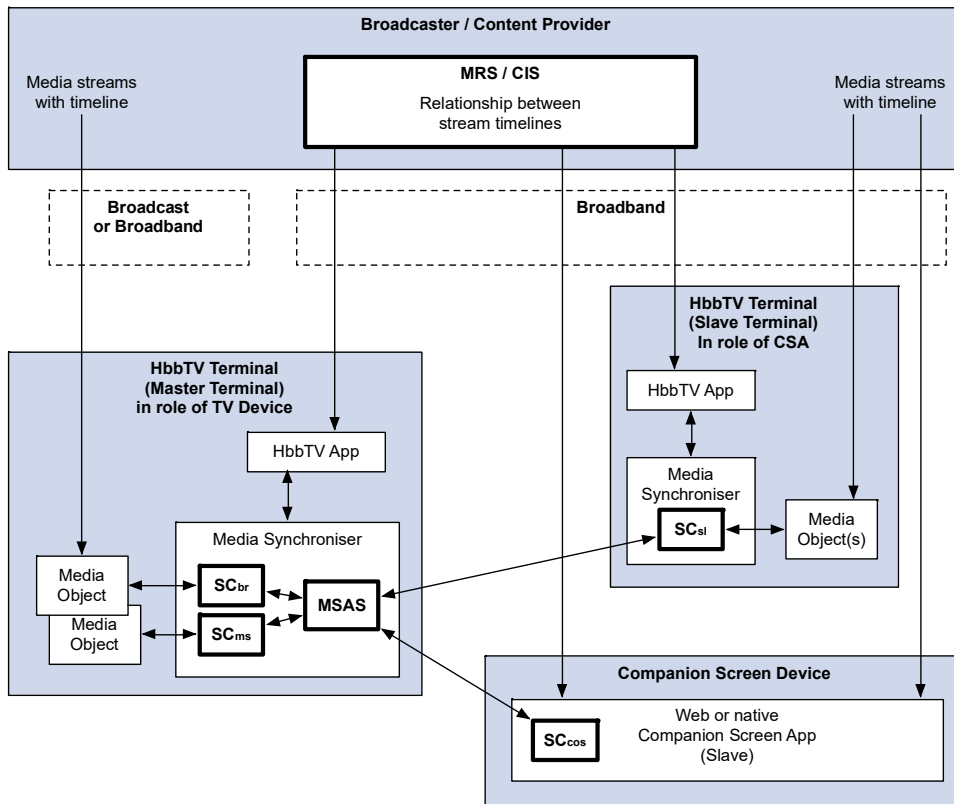 Broadcaster / Content Provider
Media streams
with timeline
MRS / CIS
Relationship between
stream timelines
Media streams
with timeline
Broadcast
or Broadband
Broadband
HbbTV Terminal
(Slave Terminal)
In role of CSA
HbbTV App
Media
Synchroniser
SCsl
Media
Object(s)
HbbTV Terminal
(Master Terminal)
in role of TV Device
HbbTV App
Media Synchroniser
Media
Object
SCbr
MSAS
Media
Object
SCms
Companion Screen Device
Web or native
Companion Screen App
(Slave)
SCcos